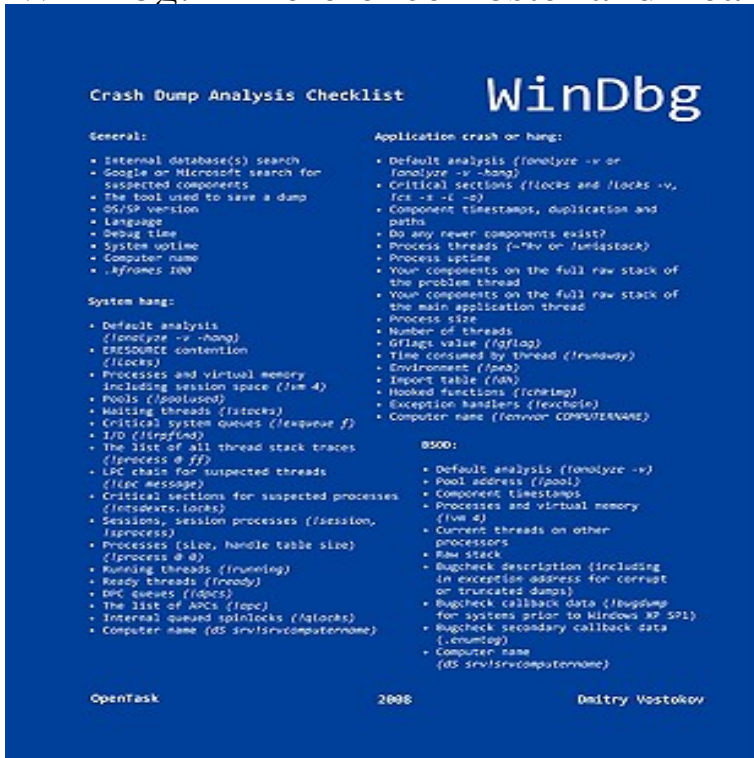 Crash Dump Analysis Checklist
WinDbg
General:
• Internal database(s) search
• Google or Microsoft search for
suspected components
• The tool used to save a dump
• OS/SP version
• Language
• Debug time
• System uptime
• Computer name
• .kframes 100
System hang:
• Default analysis
(!analyze -v -hang)
• ERESOURCE contention
(!locks)
• Processes and virtual memory
including session space (!vm 4)
• Pools (!poolused)
• Waiting threads (!stacks)
• Critical system queues (!exqueue f)
• I/O (!irpfind)
• The list of all thread stack traces
(!process 0 ff)
• LPC chain for suspected threads
(!lpc message)
• Critical sections for suspected processes
(!ntsdexts.locks)
• Sessions, session processes (!session,
!sprocess)
• Processes (size, handle table size)
(!process 0 0)
• Running threads (!running)
• Ready threads (!ready)
• DPC queues (!dpcs)
• The list of APCs (!apc)
• Internal queued spinlocks (!qlocks)
• Computer name (dS srv!srvcomputername)
Application crash or hang:
• Default analysis (!analyze -v or
!analyze -v -hang)
• Critical sections (!locks and !locks -v,
!cs -s -l -o)
• Component timestamps, duplication and
paths
• Do any newer components exist?
• Process threads (~*kv or !uniqstack)
• Process uptime
• Your components on the full raw stack of
the problem thread
• Your components on the full raw stack of
the main application thread
• Process size
• Number of threads
• Gflags value (!gflag)
• Time consumed by thread (!runaway)
• Environment (!peb)
• Import table (!dh)
• Hooked functions (!chkimg)
• Exception handlers (!exchain)
• Computer name (!envvar COMPUTERNAME)
BSOD:
• Default analysis (!analyze -v)
• Pool address (!pool)
• Component timestamps
• Processes and virtual memory
(!vm 4)
• Current threads on other
processors
• Raw stack
• Bugcheck description (including
ln exception address for corrupt
or truncated dumps)
• Bugcheck callback data (!bugdump
for systems prior to Windows XP SP1)
• Bugcheck secondary callback data
(.enumtag)
• Computer name
(dS srv!srvcomputername)
OpenTask
2008
Dmitry Vostokov